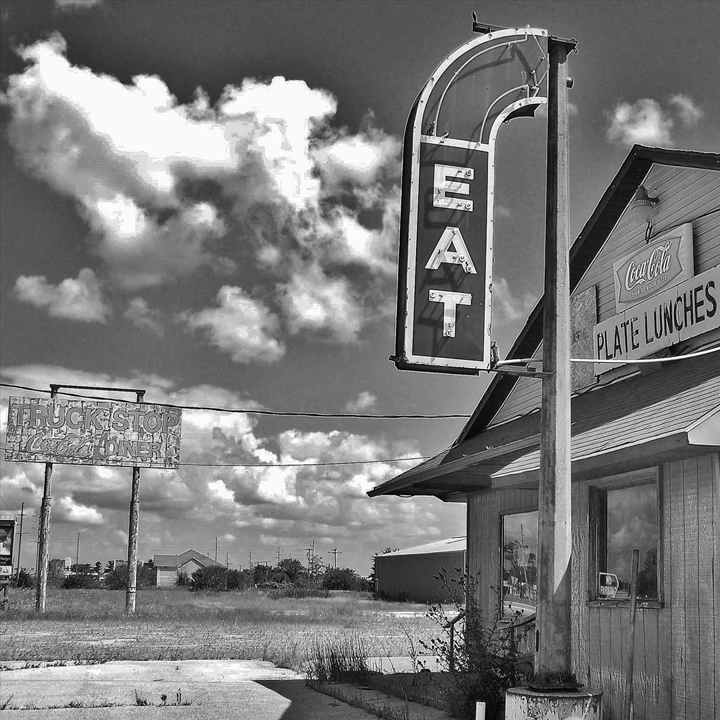 EAT
Coca-Cola
PLATE LUNCHES
TRUCK STOP
Coca-Cola DINER